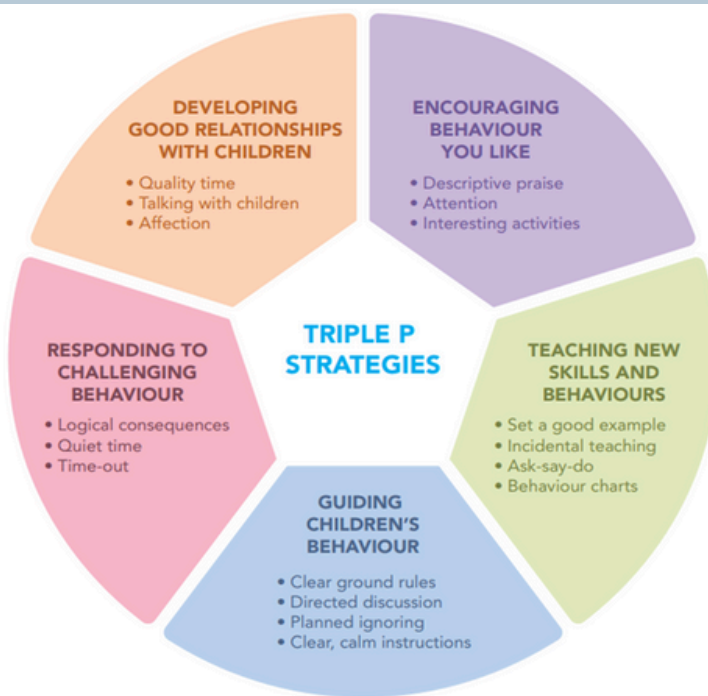 DEVELOPING
GOOD RELATIONSHIPS
WITH CHILDREN
• Quality time
• Talking with children
• Affection
ENCOURAGING
BEHAVIOUR
YOU LIKE
• Descriptive praise
• Attention
• Interesting activities
TRIPLE P
STRATEGIES
RESPONDING TO
CHALLENGING
BEHAVIOUR
• Logical consequences
• Quiet time
• Time-out
TEACHING NEW
SKILLS AND
BEHAVIOURS
• Set a good example
• Incidental teaching
• Ask-say-do
• Behaviour charts
GUIDING
CHILDREN'S
BEHAVIOUR
• Clear ground rules
• Directed discussion
• Planned ignoring
• Clear, calm instructions